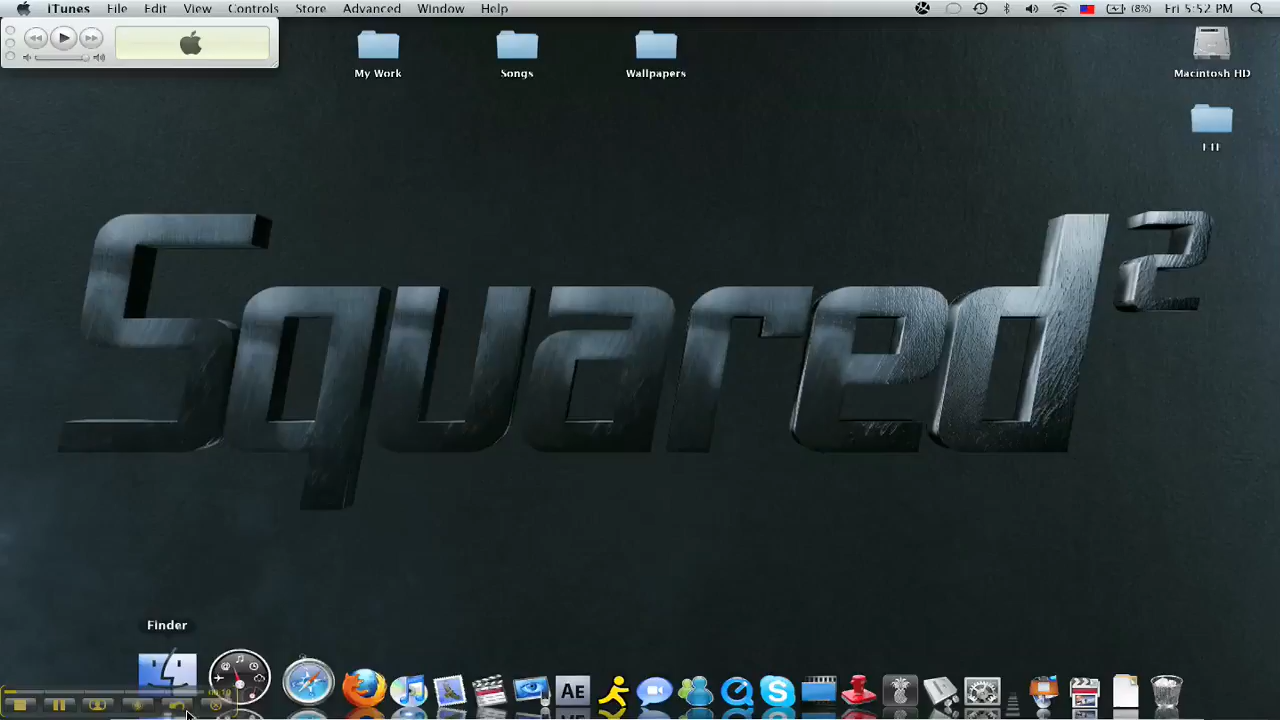 iTunes File Edit View Controls Store Advanced Window Help (8%) Fri 5:52 PM
My Work
Songs
Wallpapers
Macintosh HD
Squared2
Finder
AE